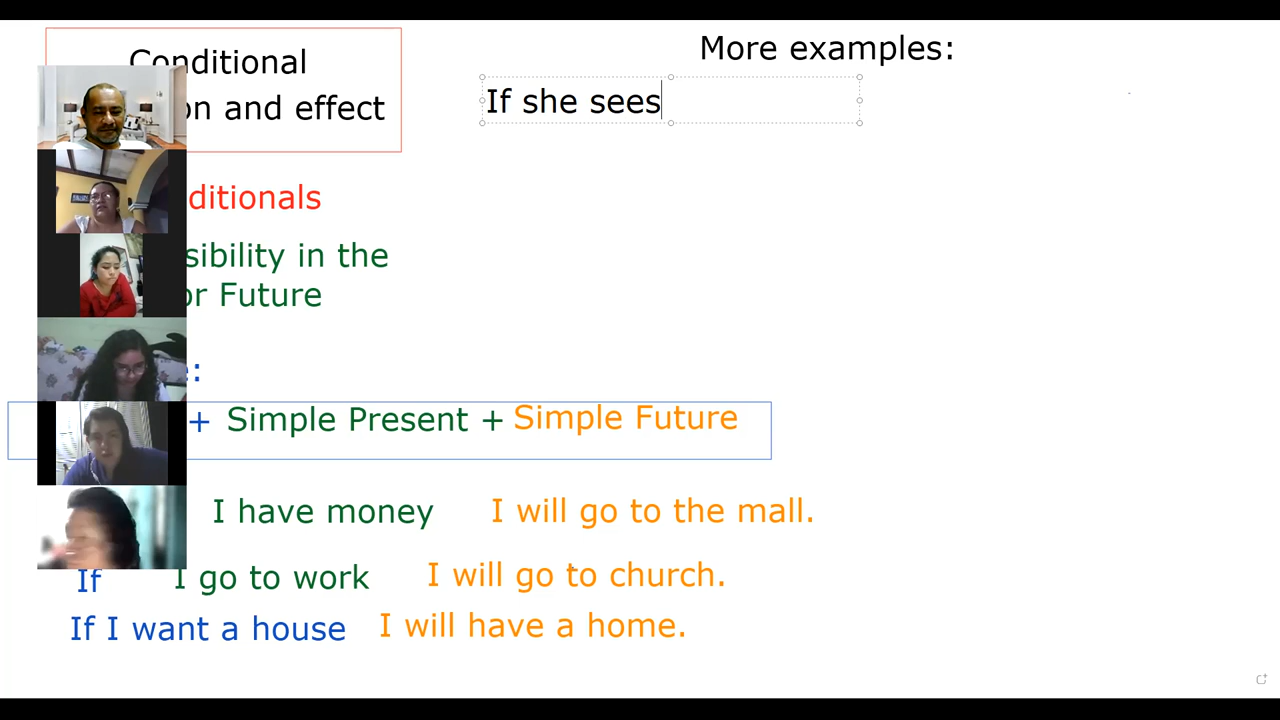 Conditional
on and effect
ditionals
sibility in the
or Future
e:
+ Simple Present + Simple Future
I have money I will go to the mall.
If I go to work I will go to church.
If I want a house I will have a home.
More examples:
If she sees